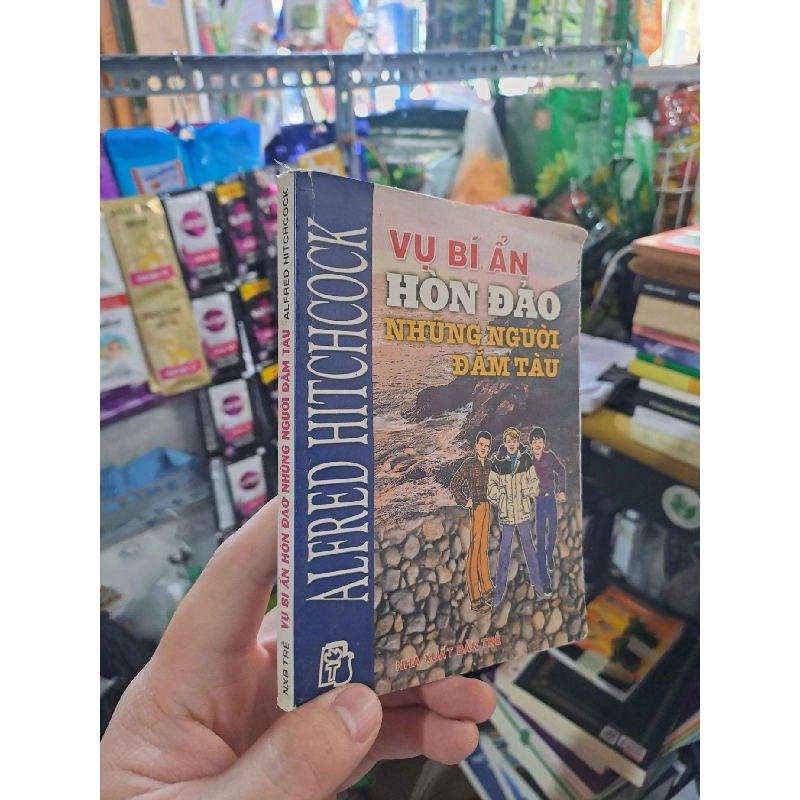 VỤ BÍ ẨN
HÒN ĐẢO
NHỮNG NGƯỜI
ĐẮM TÀU
ALFRED HITCHCOCK
NHÀ XUẤT BẢN TRẺ
NXB TRẺ VỤ BÍ ẨN HÒN ĐẢO NHỮNG NGƯỜI ĐẮM TÀU ALFRED HITCHCOCK